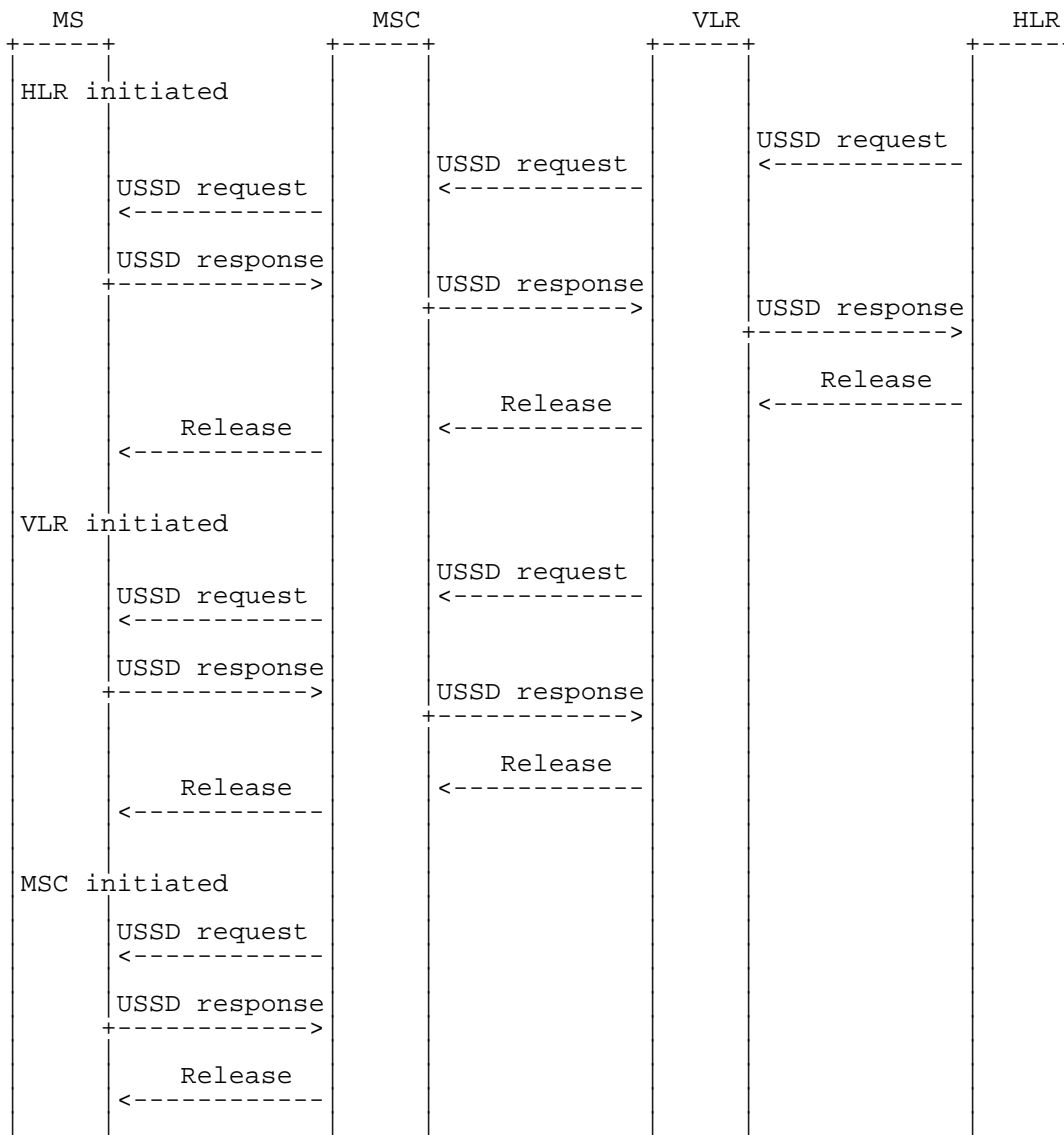 MS MSC VLR HLR
HLR initiated
USSD request
USSD request
USSD request
USSD response
USSD response
USSD response
Release
Release
Release
VLR initiated
USSD request
USSD request
USSD response
USSD response
Release
Release
MSC initiated
USSD request
USSD response
Release